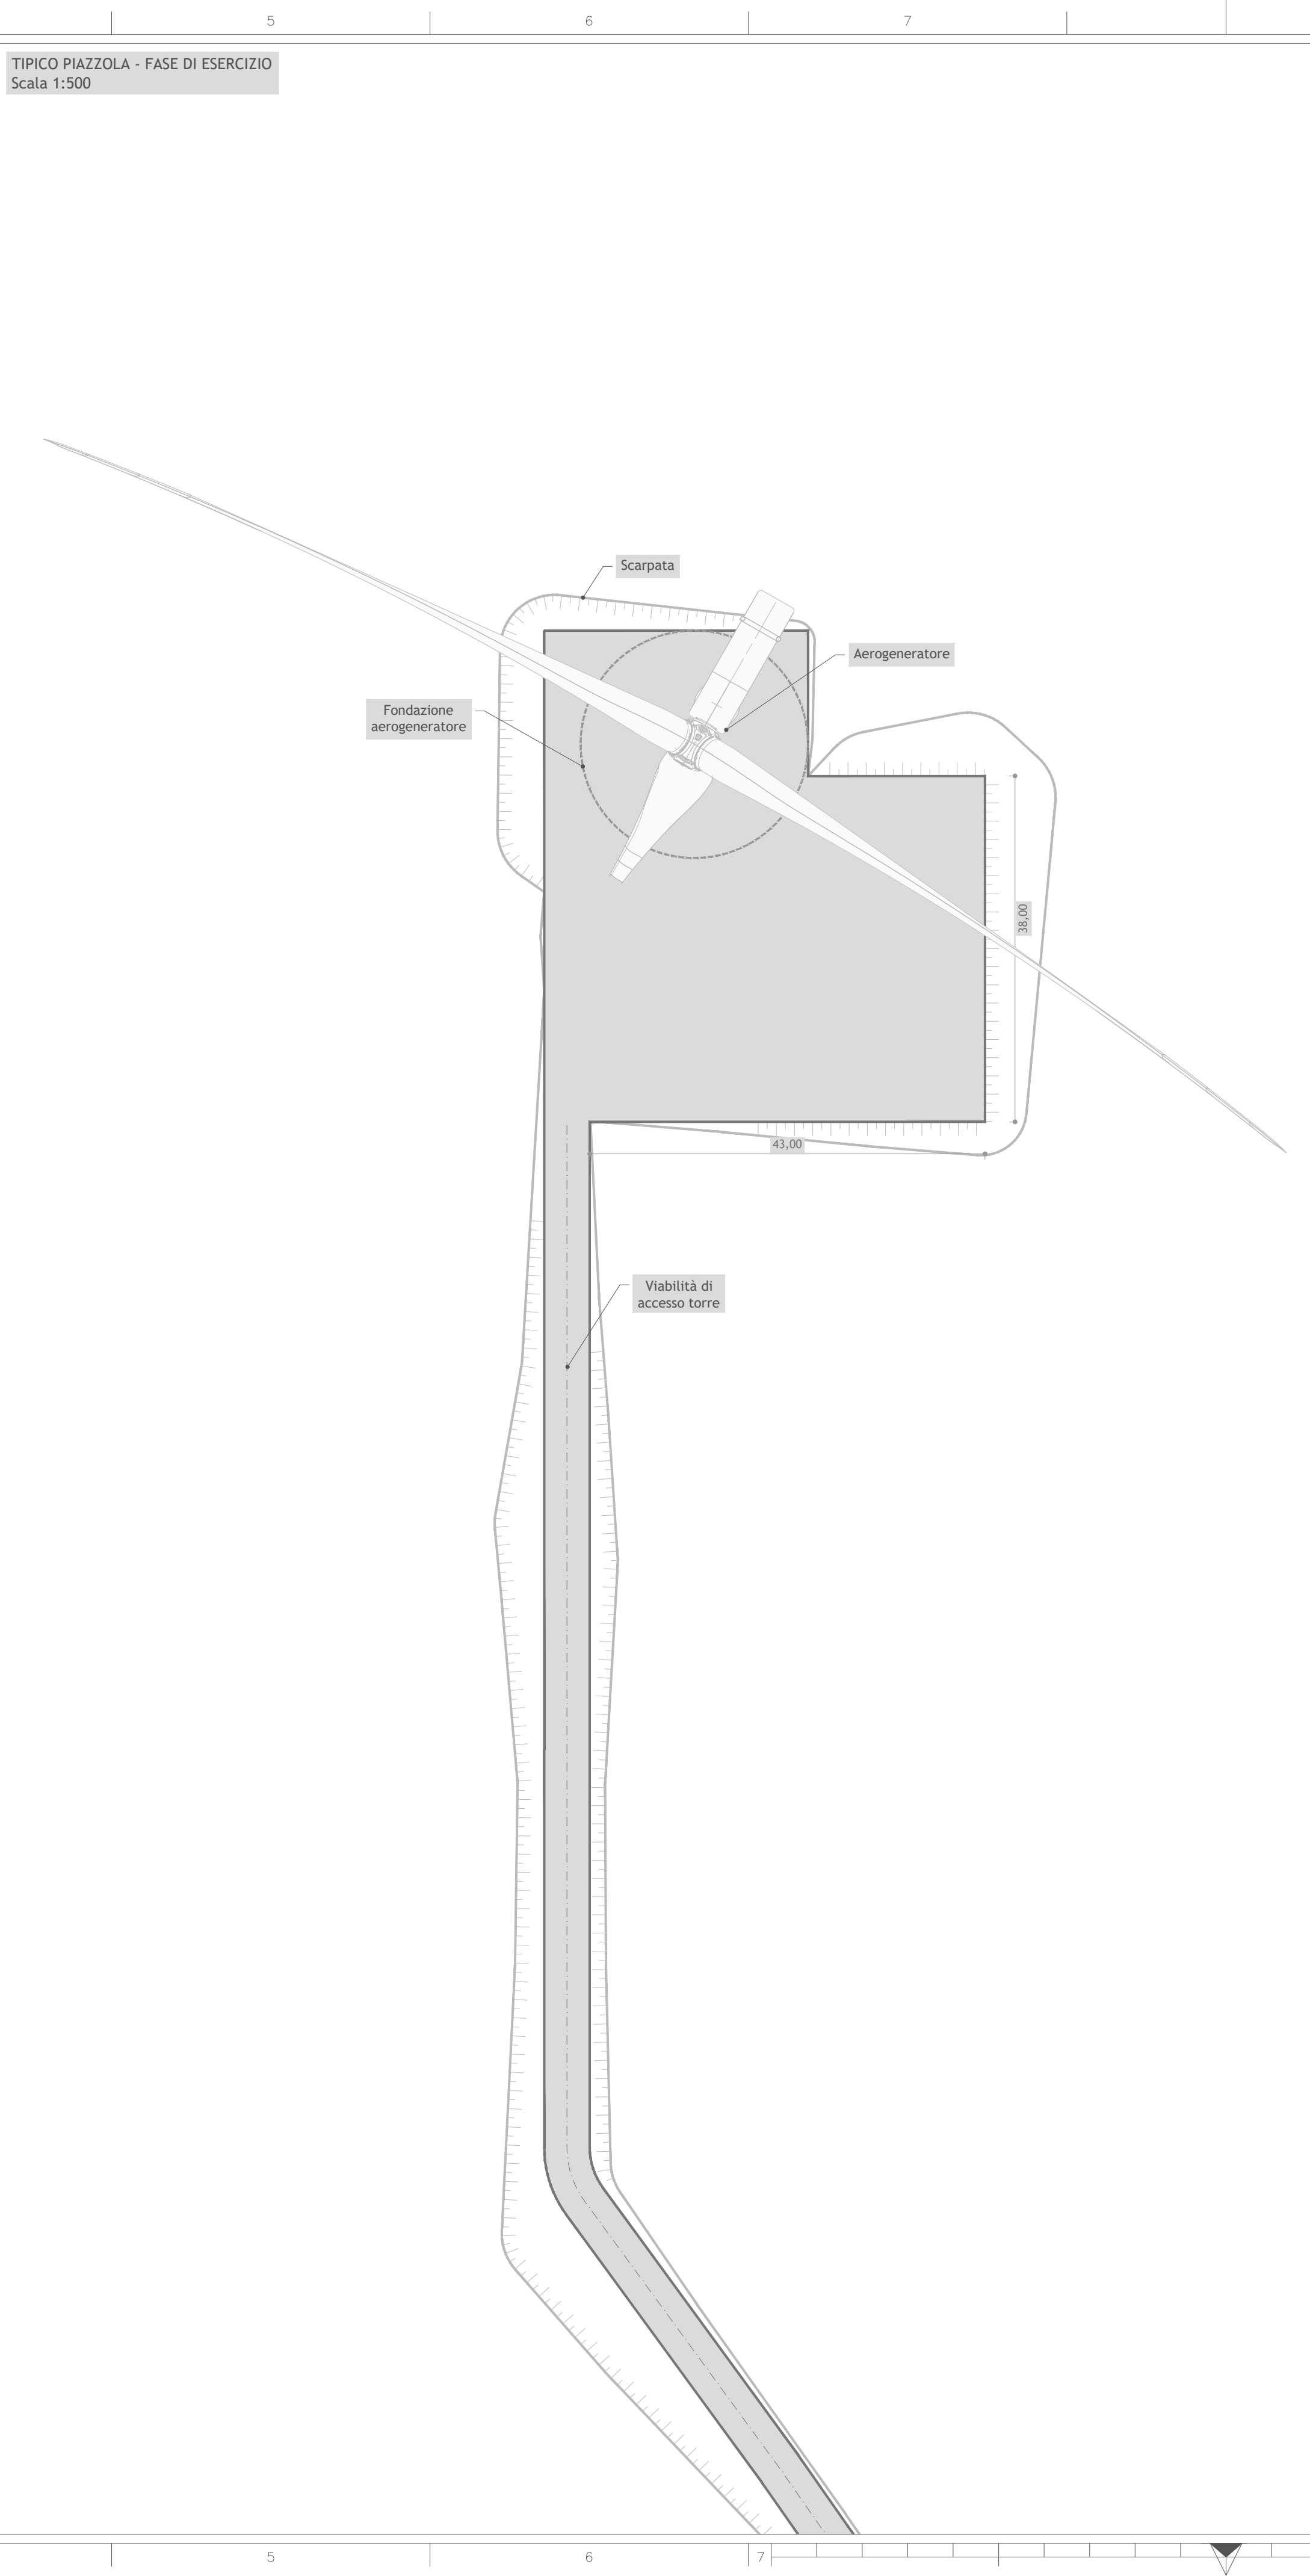 5 6 7
TIPICO PIAZZOLA - FASE DI ESERCIZIO
Scala 1:500
Scarpata
Aerogeneratore
Fondazione
aerogeneratore
38,00
43,00
Viabilità di
accesso torre
5 6 7